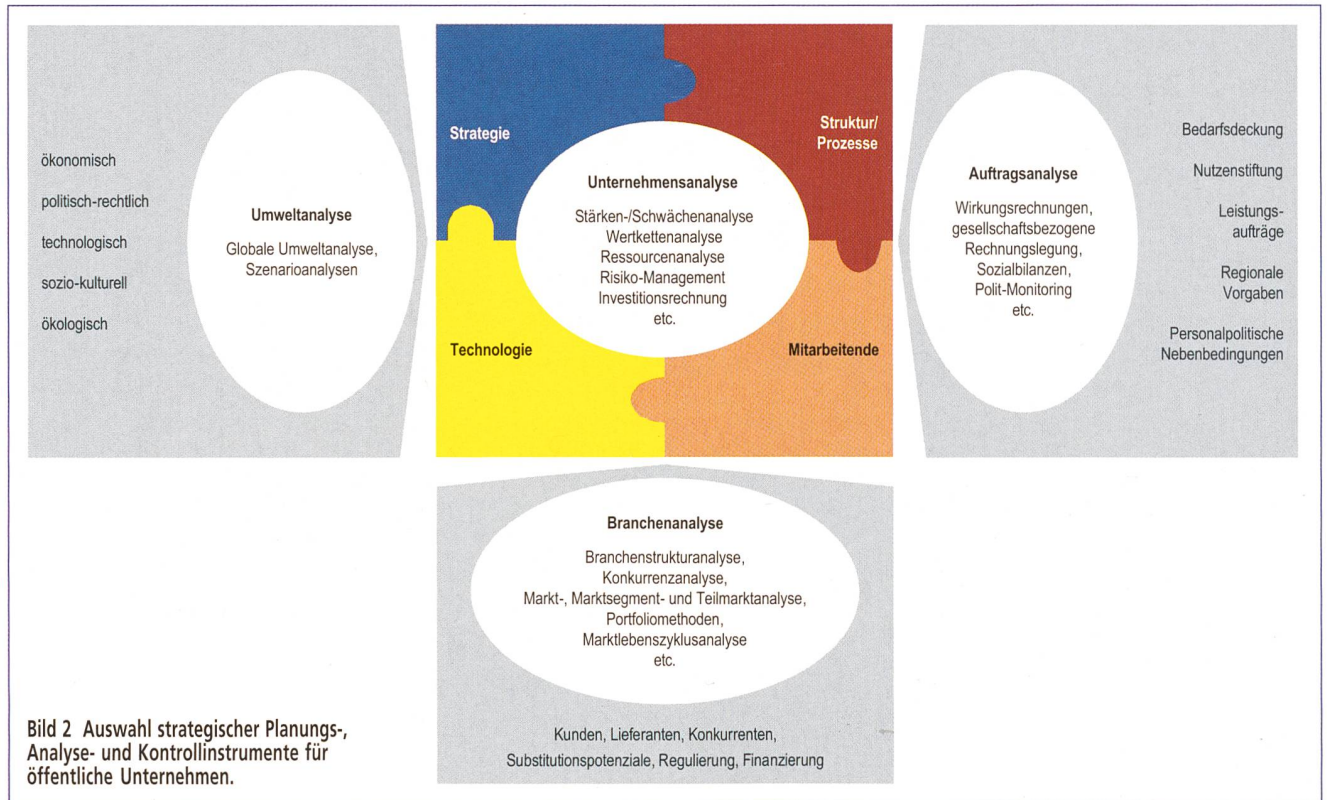 ökonomisch
politisch-rechtlich
technologisch
sozio-kulturell
ökologisch
Umweltanalyse
Globale Umweltanalyse,
Szenarioanalysen
Strategie
Struktur/
Prozesse
Unternehmensanalyse
Stärken-/Schwächenanalyse
Wertkettenanalyse
Ressourcenanalyse
Risiko-Management
Investitionsrechnung
etc.
Technologie
Mitarbeitende
Auftragsanalyse
Wirkungsrechnungen,
gesellschaftsbezogene
Rechnungslegung,
Sozialbilanzen,
Polit-Monitoring
etc.
Bedarfsdeckung
Nutzenstiftung
Leistungs-
aufträge
Regionale
Vorgaben
Personalpolitische
Nebenbedingungen
Branchenanalyse
Branchenstrukturanalyse,
Konkurrenzanalyse,
Markt-, Marktsegment- und Teilmarktanalyse,
Portfoliomethoden,
Marktlebenszyklusanalyse
etc.
Kunden, Lieferanten, Konkurrenten,
Substitutionspotenziale, Regulierung, Finanzierung
Bild 2 Auswahl strategischer Planungs-,
Analyse- und Kontrollinstrumente für
öffentliche Unternehmen.